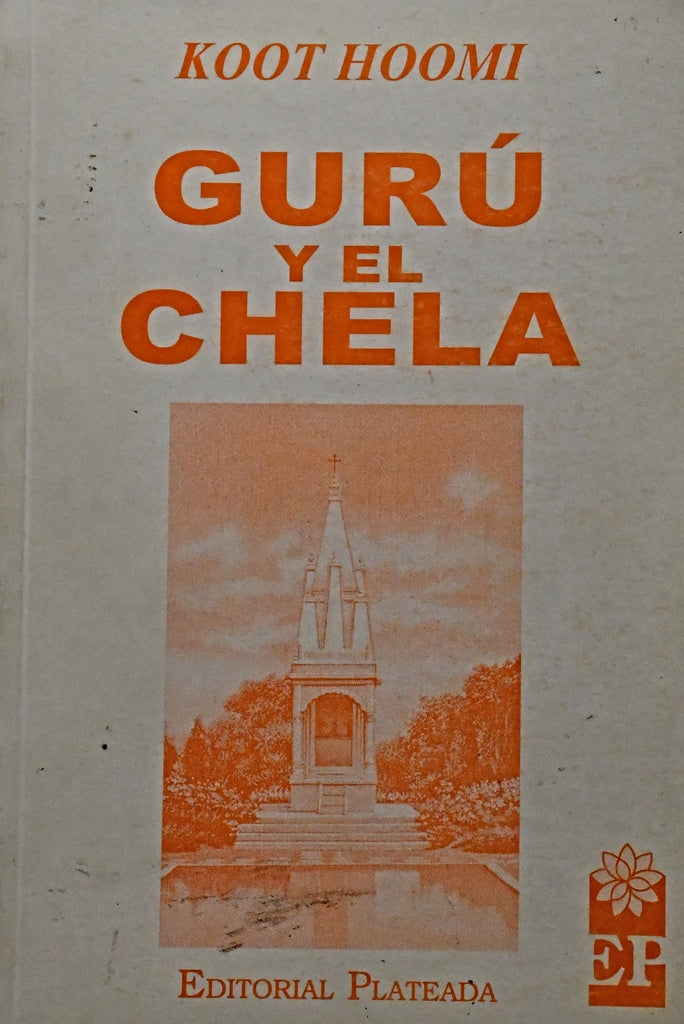 KOOT HOOMI
GURÚ
Y EL
CHELA
EP
EDITORIAL PLATEADA